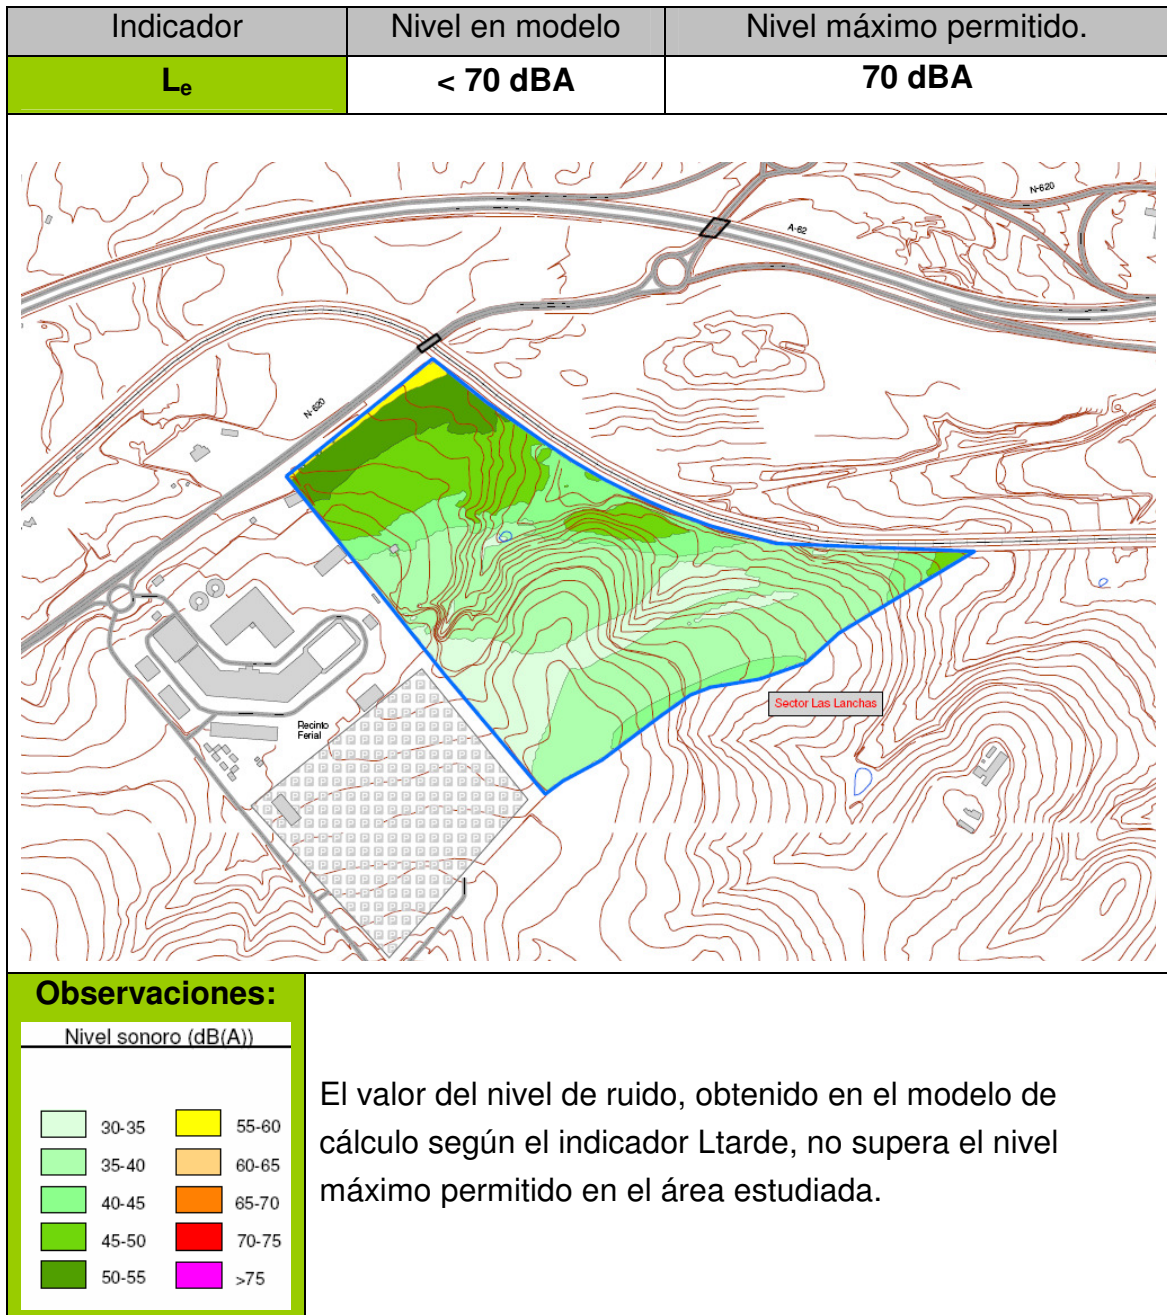 Indicador Nivel en modelo Nivel máximo permitido.
Le < 70 dBA 70 dBA
N-620
A-62
N-620
Sector Las Lanchas
Recinto
Ferial
Observaciones:
Nivel sonoro (dB(A))
30-35 55-60
35-40 60-65
40-45 65-70
45-50 70-75
50-55 >75
El valor del nivel de ruido, obtenido en el modelo de
cálculo según el indicador Ltarde, no supera el nivel
máximo permitido en el área estudiada.